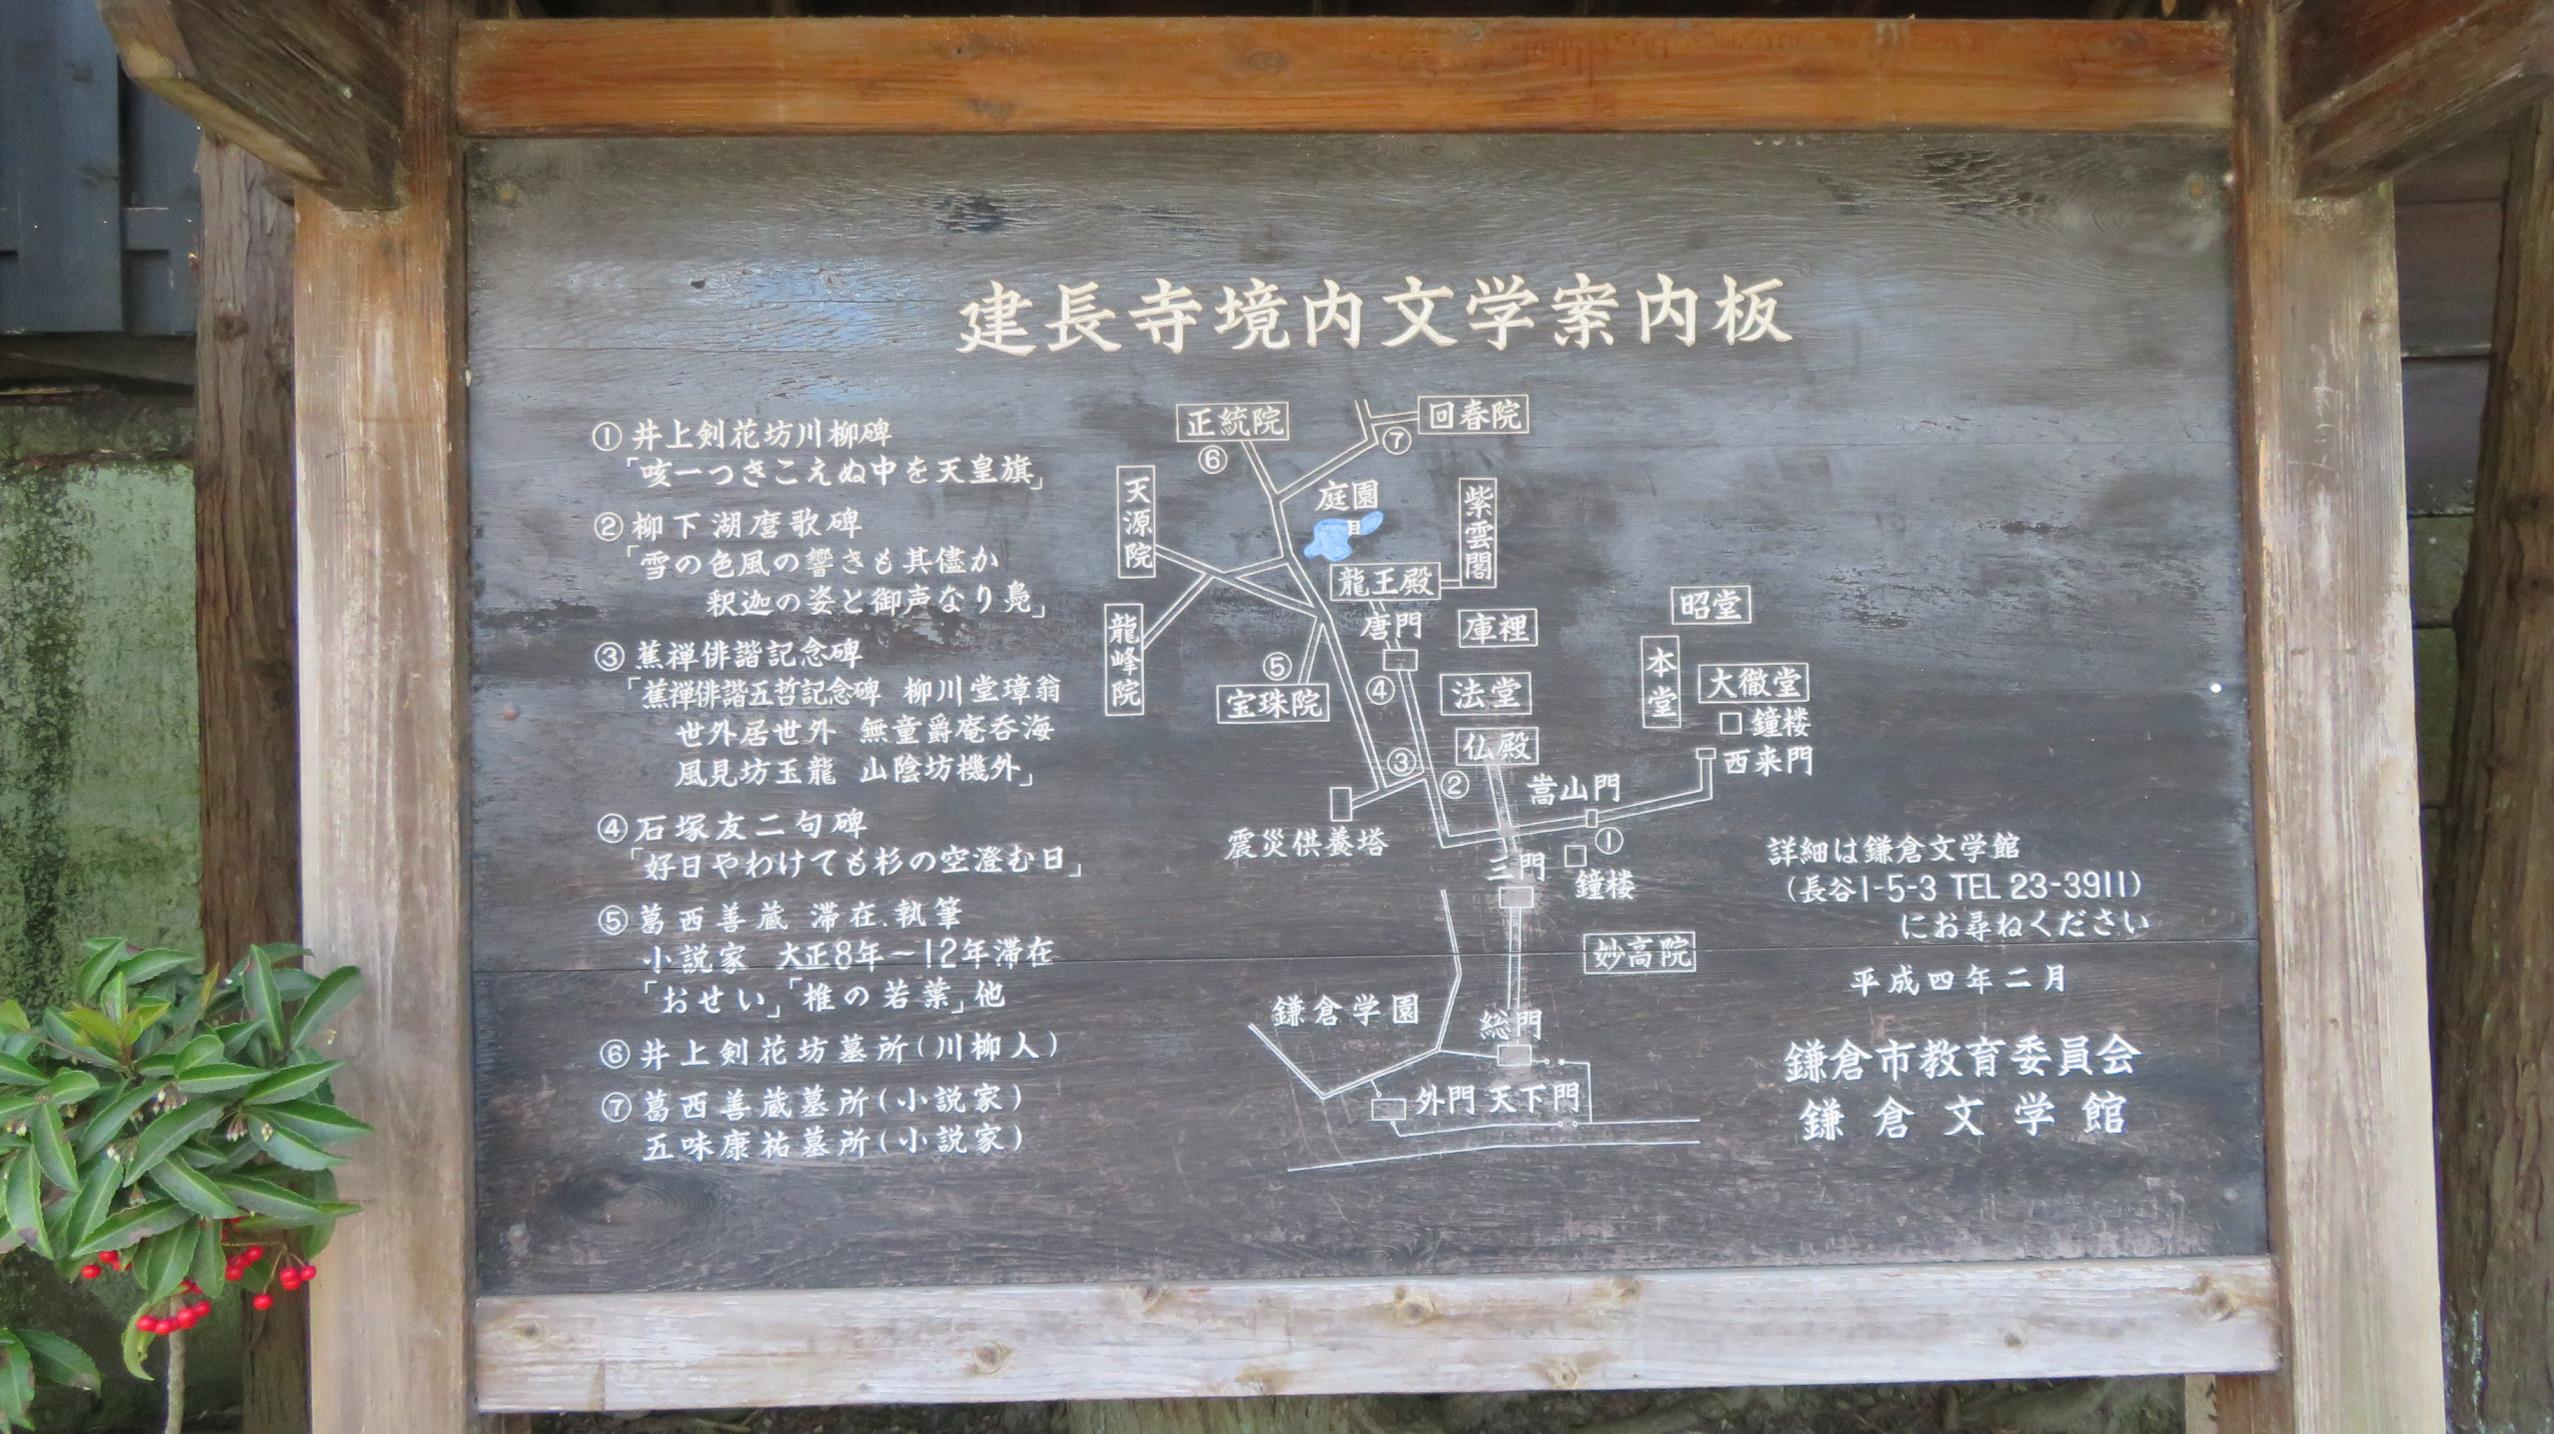 建長寺境内文学案内板
① 井上剣花坊川柳碑
「咳一つきこえぬ中を天皇旗」
② 柳下湖麿歌碑
「雪の色風の響きも其儘か
釈迦の姿と御声なり鳧」
③ 蕉禅俳諧記念碑
「蕉禅俳諧五哲記念碑 柳川堂璋翁
世外居世外 無童爵庵呑海
風見坊玉龍 山陰坊機外」
④ 石塚友二句碑
「好日やわけても杉の空澄む日」
⑤ 葛西善蔵 滞在.執筆
小説家 大正8年〜12年滞在
「おせい」「椎の若葉」他
⑥ 井上剣花坊墓所(川柳人)
⑦ 葛西善蔵墓所(小説家)
五味康祐墓所(小説家)
正統院
⑥
回春院
⑦
天源院
庭園
紫雲閣
龍王殿
龍峰院
唐門
庫裡
⑤
宝珠院
④
法堂
仏殿
③
②
震災供養塔
昭堂
本堂
大徹堂
鐘楼
西来門
嵩山門
①
三門
鐘楼
妙高院
鎌倉学園
総門
外門
天下門
詳細は鎌倉文学館
(長谷1-5-3 TEL 23-3911)
にお尋ねください
平成四年二月
鎌倉市教育委員会
鎌倉文学館